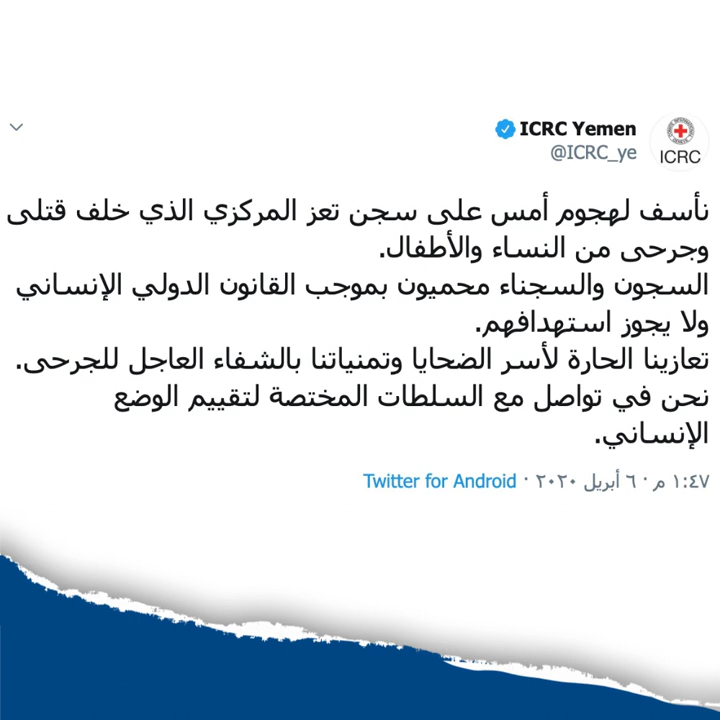 ICRC Yemen
@ICRC_ye
ICRC
نأسف لهجوم أمس على سجن تعز المركزي الذي خلف قتلى
وجرحى من النساء والأطفال.
السجون والسجناء محميون بموجب القانون الدولي الإنساني
ولا يجوز استهدافهم.
تعازينا الحارة لأسر الضحايا وتمنياتنا بالشفاء العاجل للجرحى.
نحن في تواصل مع السلطات المختصة لتقييم الوضع
الإنساني.
١:٤٧ م · ٦ أبريل ٢٠٢٠ · Twitter for Android